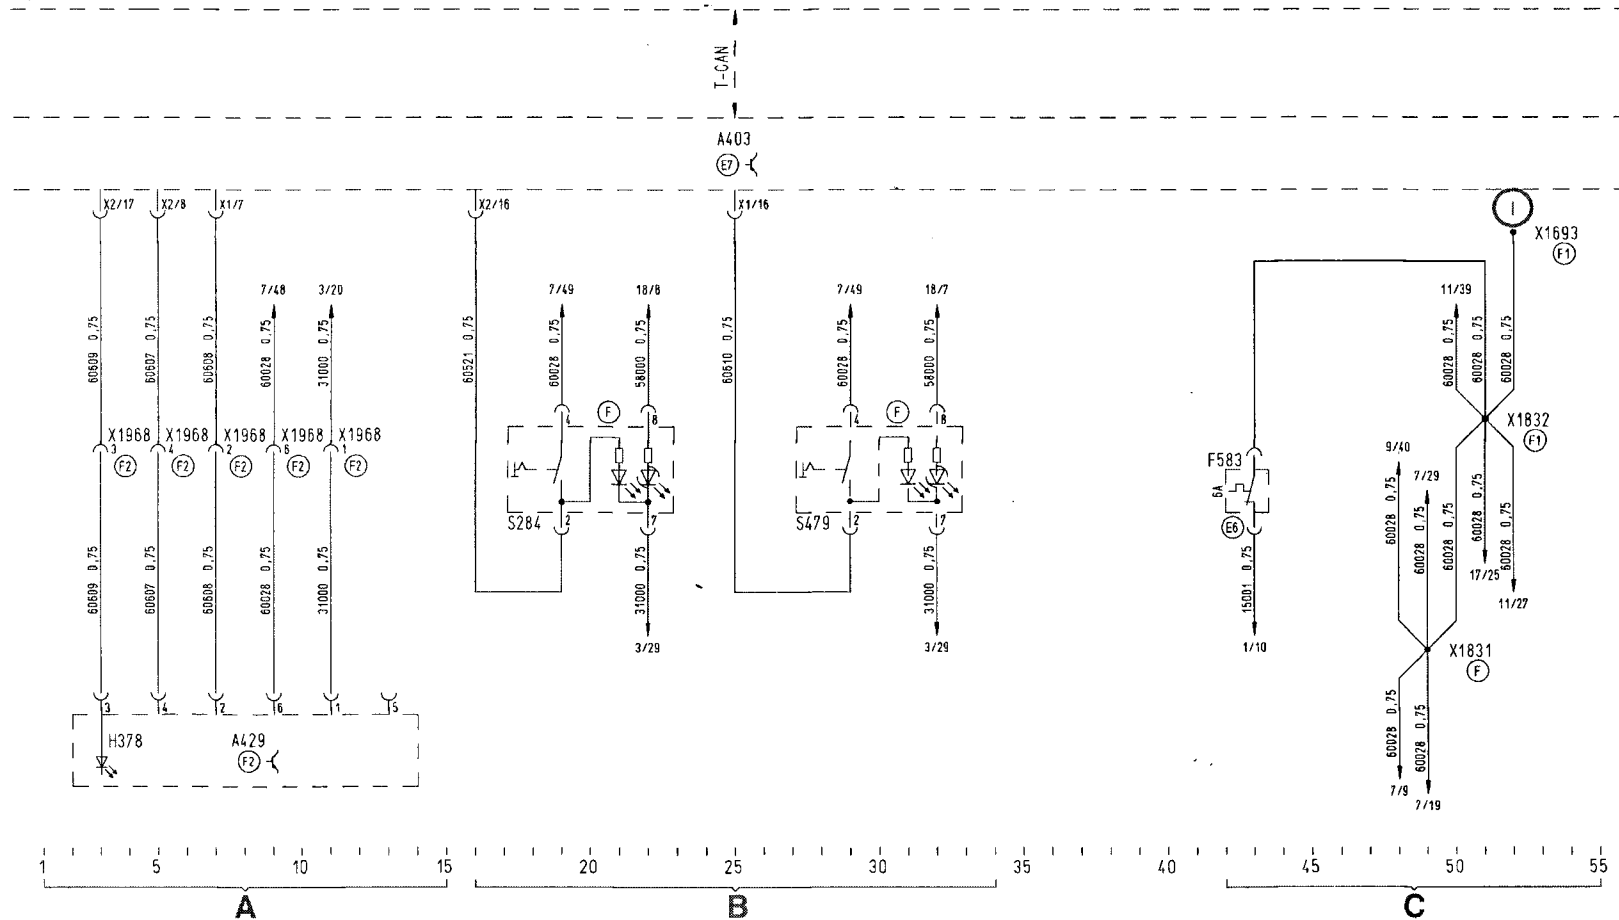 T-CAN
A403
E7
X2/17 X2/8 X1/7 X2/16 X1/16
I
X1693
F1
7/48 3/20 7/49 18/6 7/49 18/7 11/39
60609 0,75
60607 0,75
60608 0,75
60028 0,75
31000 0,75
60521 0,75
60028 0,75
58000 0,75
60510 0,75
60028 0,75
58000 0,75
60028 0,75
60028 0,75
60028 0,75
4 F 8 4 F 8
X1832
F1
X1968 X1968 X1968 X1968 X1968
3 4 2 6 1
F2 F2 F2 F2 F2
F583
6A
E6
9/40
7/29
S284 2 7 S479 2 7
60028 0,75
60028 0,75
60028 0,75
60028 0,75
60028 0,75
17/25
11/27
60609 0,75
60607 0,75
60608 0,75
60028 0,75
31000 0,75
31000 0,75
31000 0,75
15001 0,75
3/29 3/29 1/10
X1831
F
3 4 2 6 1 5
H378 A429
F2
60028 0,75
60028 0,75
7/9
7/19
1 5 10 15 20 25 30 35 40 45 50 55
A B C